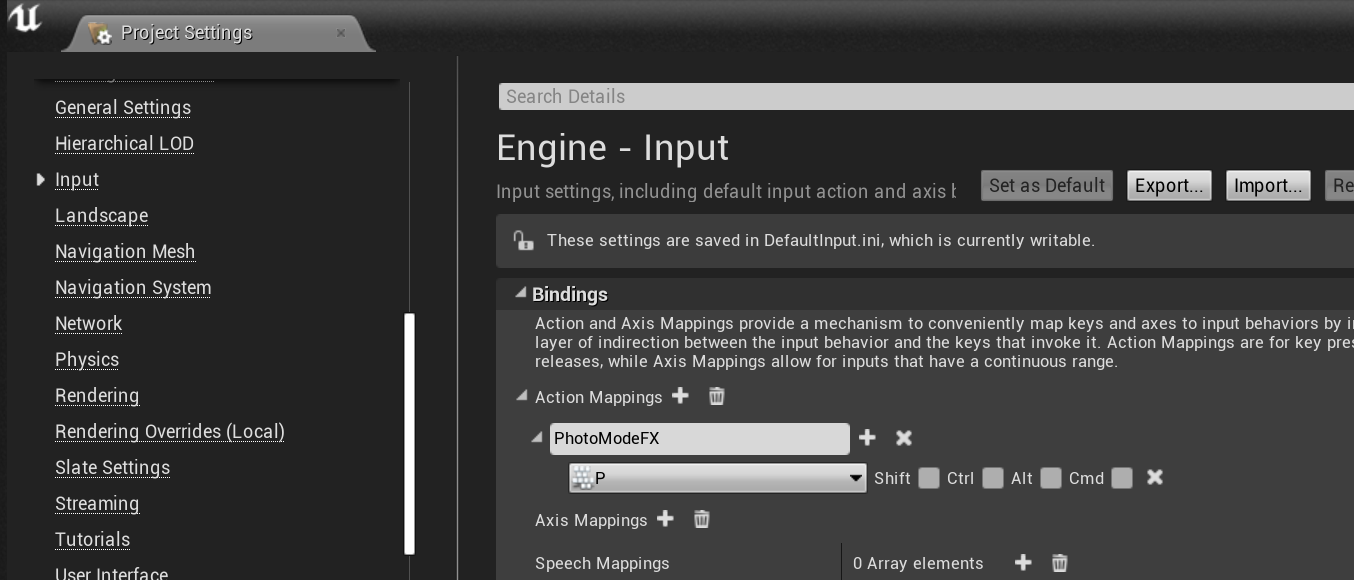 Project Settings
General Settings
Hierarchical LOD
Input
Landscape
Navigation Mesh
Navigation System
Network
Physics
Rendering
Rendering Overrides (Local)
Slate Settings
Streaming
Tutorials
User Interface
Search Details
Engine - Input
Input settings, including default input action and axis
Set as Default
Export...
Import...
Re
These settings are saved in DefaultInput.ini, which is currently writable.
Bindings
Action and Axis Mappings provide a mechanism to conveniently map keys and axes to input behaviors by
layer of indirection between the input behavior and the keys that invoke it. Action Mappings are for key pres
releases, while Axis Mappings allow for inputs that have a continuous range.
Action Mappings
PhotoModeFX
P Shift Ctrl Alt Cmd
Axis Mappings
Speech Mappings 0 Array elements